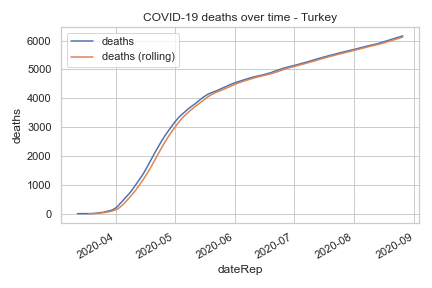 COVID-19 deaths over time - Turkey
deaths
deaths (rolling)
6000
5000
4000
3000
2000
1000
0
deaths
2020-04
2020-05
2020-06
2020-07
2020-08
2020-09
dateRep